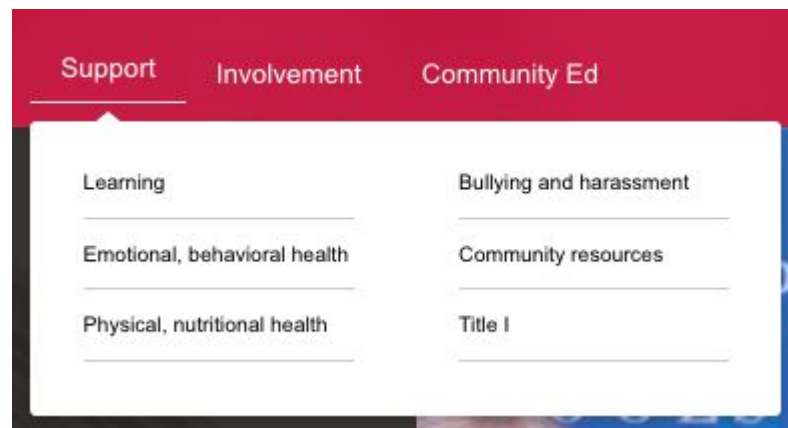 Support
Involvement
Community Ed
Learning
Emotional, behavioral health
Physical, nutritional health
Bullying and harassment
Community resources
Title I